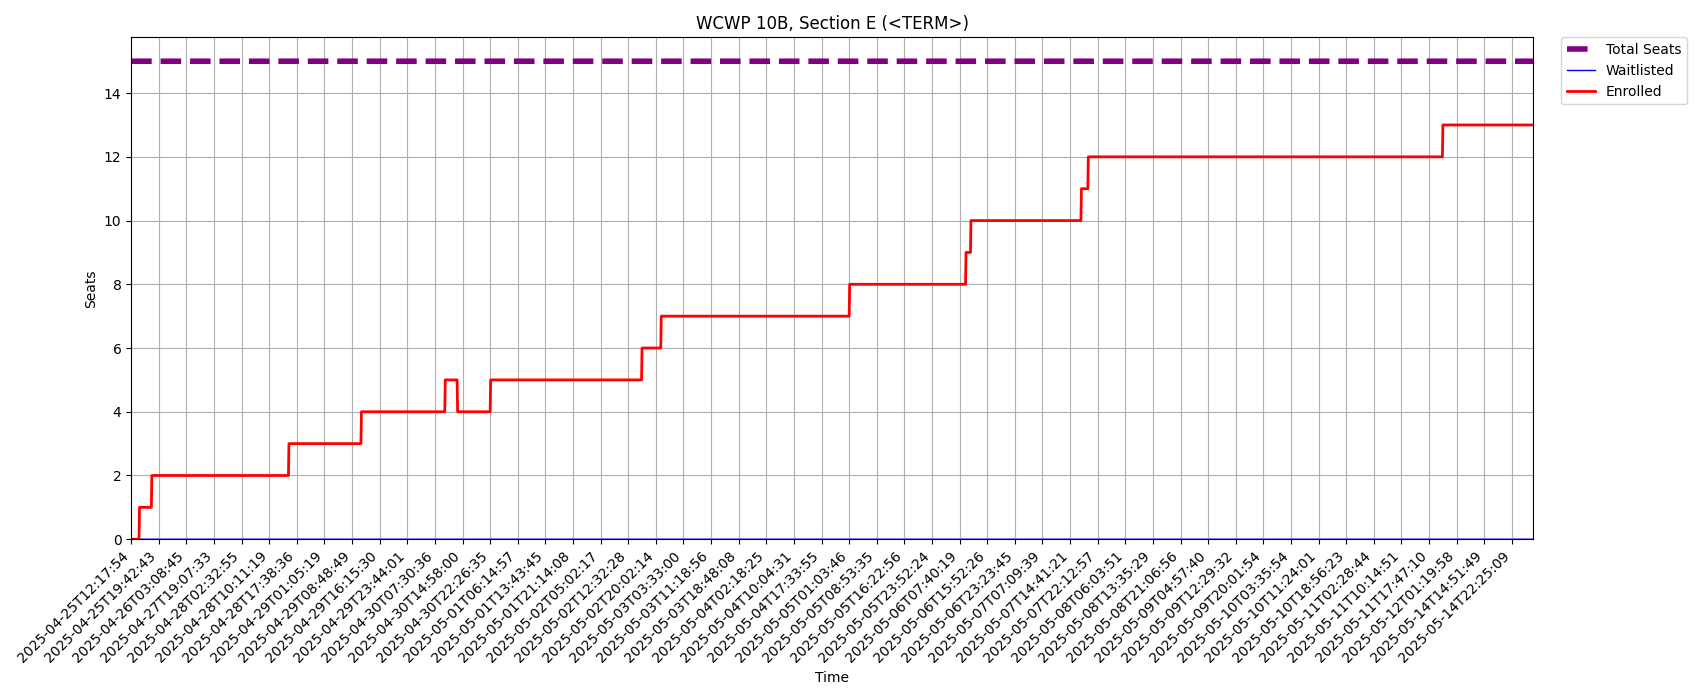 WCWP 10B, Section E (<TERM>)
Total Seats
Waitlisted
Enrolled
Seats
14
12
10
8
6
4
2
0
2025-04-25T12:17:54
2025-04-25T19:42:43
2025-04-26T03:08:45
2025-04-27T19:07:33
2025-04-28T02:32:55
2025-04-28T10:11:19
2025-04-28T17:38:36
2025-04-29T01:05:19
2025-04-29T08:48:49
2025-04-29T16:15:30
2025-04-29T23:44:01
2025-04-30T07:30:36
2025-04-30T14:58:00
2025-04-30T22:26:35
2025-05-01T06:14:57
2025-05-01T13:43:45
2025-05-01T21:14:08
2025-05-02T05:02:17
2025-05-02T12:32:28
2025-05-02T20:02:14
2025-05-03T03:33:00
2025-05-03T11:18:56
2025-05-03T18:48:08
2025-05-04T02:18:25
2025-05-04T10:04:31
2025-05-04T17:33:55
2025-05-05T01:03:46
2025-05-05T08:53:35
2025-05-05T16:22:56
2025-05-05T23:52:24
2025-05-06T07:40:19
2025-05-06T15:52:26
2025-05-06T23:23:45
2025-05-07T07:09:39
2025-05-07T14:41:21
2025-05-07T22:12:57
2025-05-08T06:03:51
2025-05-08T13:35:29
2025-05-08T21:06:56
2025-05-09T04:57:40
2025-05-09T12:29:32
2025-05-09T20:01:54
2025-05-10T03:35:54
2025-05-10T11:24:01
2025-05-10T18:56:23
2025-05-11T02:28:44
2025-05-11T10:14:51
2025-05-11T17:47:10
2025-05-12T01:19:58
2025-05-14T14:51:49
2025-05-14T22:25:09
Time